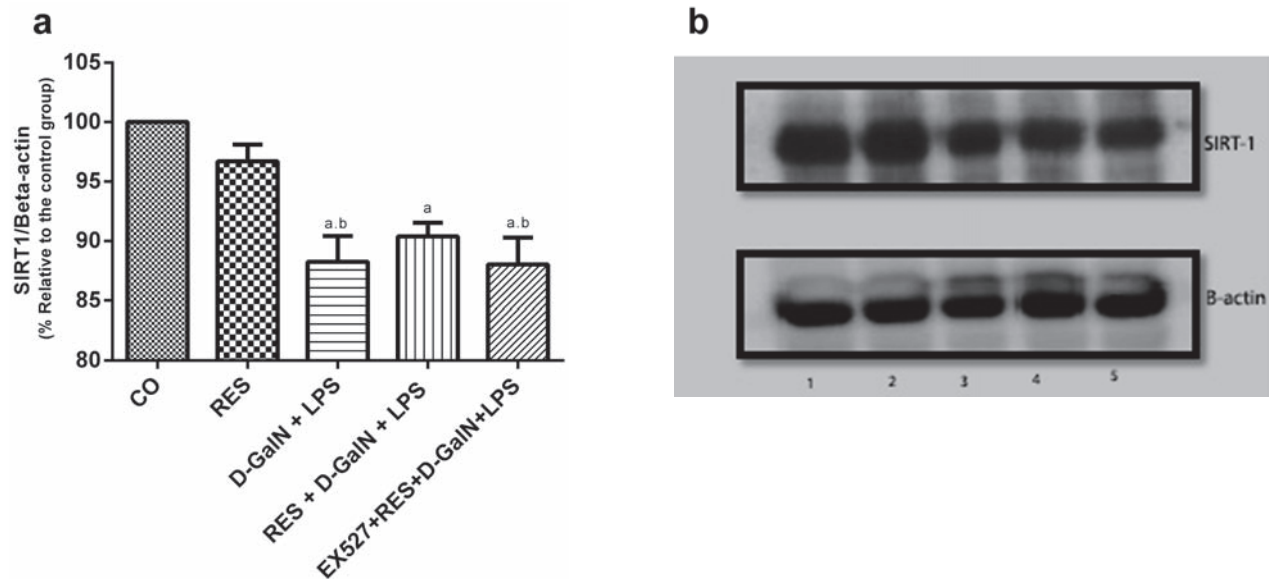 a
SIRT1/Beta-actin
(% Relative to the control group)
105
100
95
90
85
80
a.b
a
a.b
CO
RES
D-GalN + LPS
RES + D-GalN + LPS
EX527+RES+D-GalN+LPS
b
SIRT-1
B-actin
1 2 3 4 5